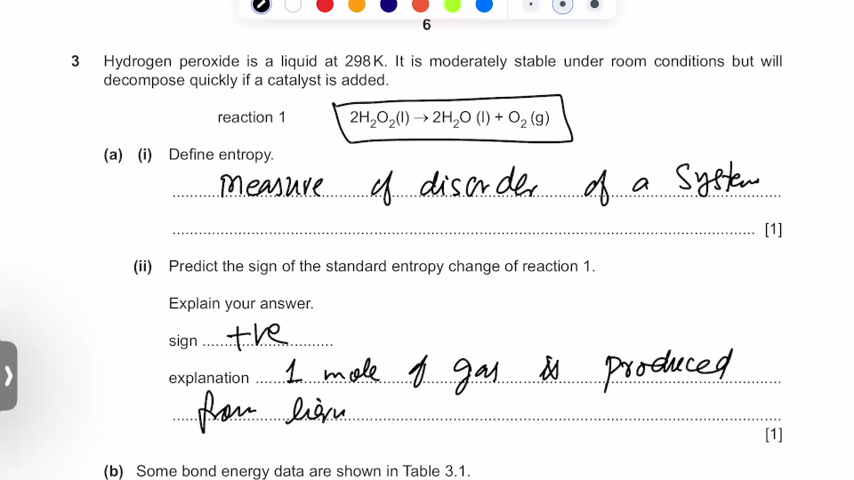 6
3 Hydrogen peroxide is a liquid at 298 K. It is moderately stable under room conditions but will
decompose quickly if a catalyst is added.
reaction 1 2H₂O₂(l) → 2H₂O (l) + O₂ (g)
(a) (i) Define entropy.
Measure of disorder of a System
[1]
(ii) Predict the sign of the standard entropy change of reaction 1.
Explain your answer.
sign +ve
explanation 1 mole of gas is produced
from
[1]
(b) Some bond energy data are shown in Table 3.1.